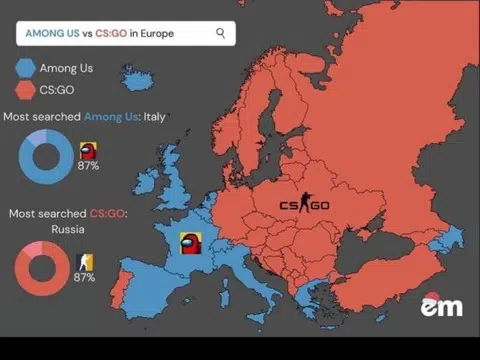 AMONG US vs CS:GO in Europe
Among Us
CS:GO
Most searched Among Us: Italy
87%
Most searched CS:GO:
Russia
87%
CS GO
em